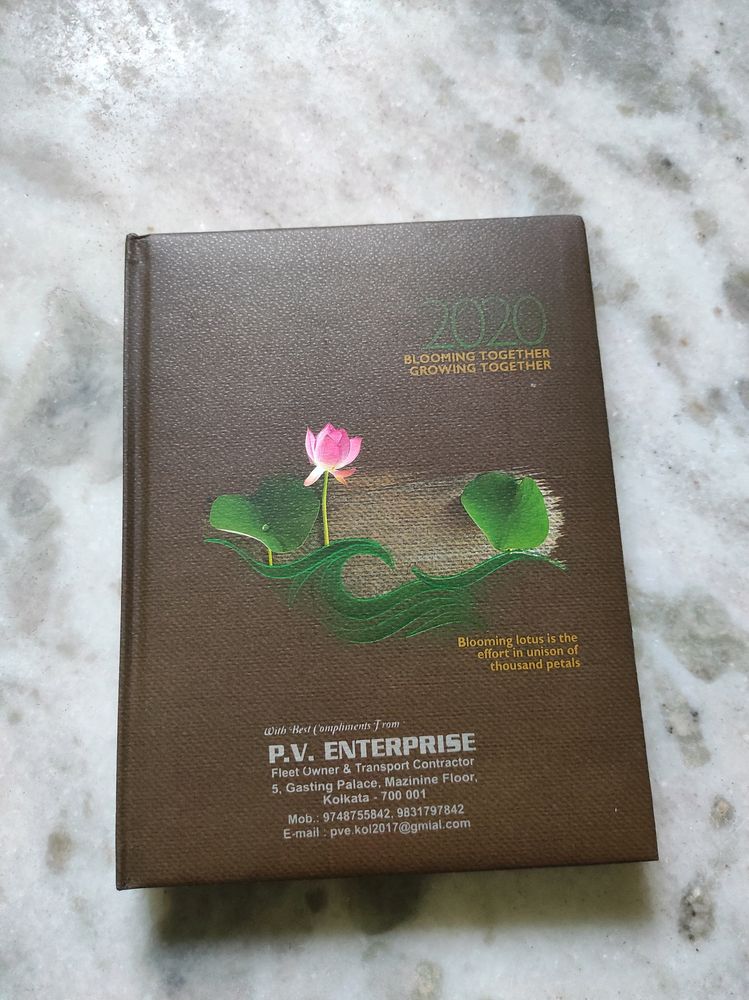 2020
BLOOMING TOGETHER
GROWING TOGETHER
Blooming lotus is the
effort in unison of
thousand petals
With Best Compliments From :
P.V. ENTERPRISE
Fleet Owner & Transport Contractor
5, Gasting Palace, Mazinine Floor,
Kolkata - 700 001
Mob.: 9748755842, 9831797842
E-mail : pve.kol2017@gmial.com